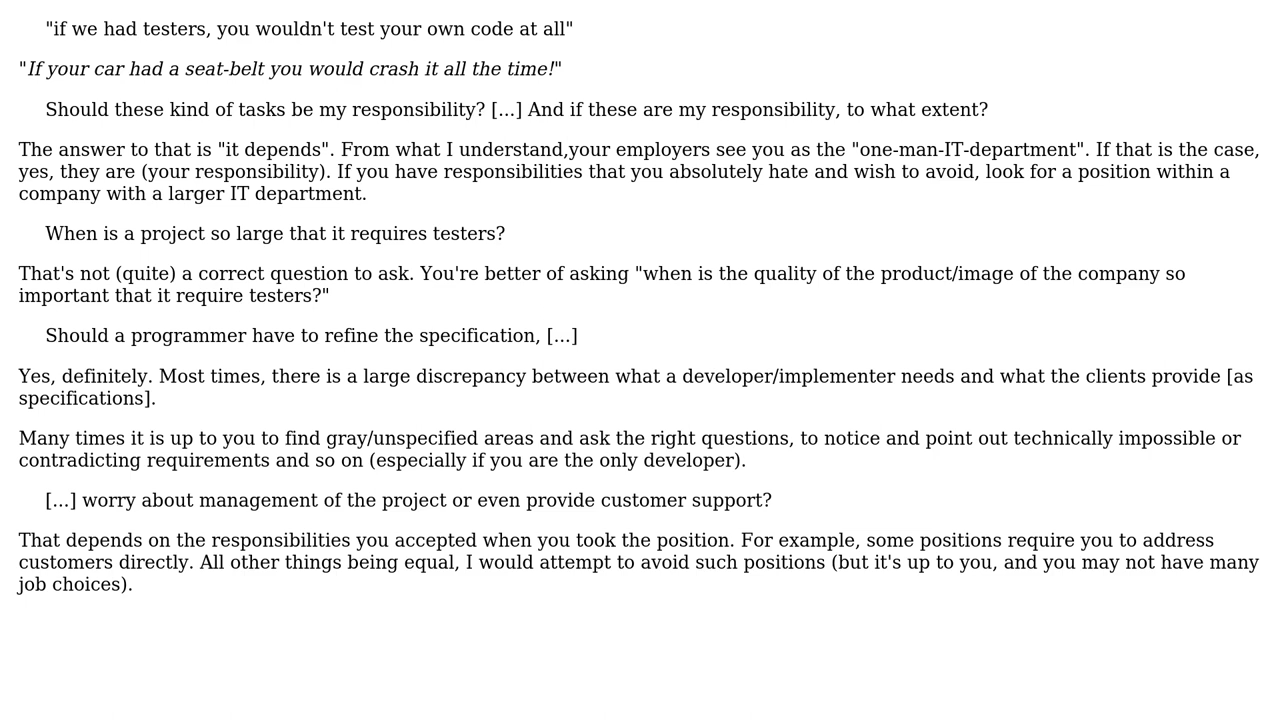 "if we had testers, you wouldn't test your own code at all"
"If your car had a seat-belt you would crash it all the time!"
Should these kind of tasks be my responsibility? [...] And if these are my responsibility, to what extent?
The answer to that is "it depends". From what I understand,your employers see you as the "one-man-IT-department". If that is the case,
yes, they are (your responsibility). If you have responsibilities that you absolutely hate and wish to avoid, look for a position within a
company with a larger IT department.
When is a project so large that it requires testers?
That's not (quite) a correct question to ask. You're better of asking "when is the quality of the product/image of the company so
important that it require testers?"
Should a programmer have to refine the specification, [...]
Yes, definitely. Most times, there is a large discrepancy between what a developer/implementer needs and what the clients provide [as
specifications].
Many times it is up to you to find gray/unspecified areas and ask the right questions, to notice and point out technically impossible or
contradicting requirements and so on (especially if you are the only developer).
[...] worry about management of the project or even provide customer support?
That depends on the responsibilities you accepted when you took the position. For example, some positions require you to address
customers directly. All other things being equal, I would attempt to avoid such positions (but it's up to you, and you may not have many
job choices).